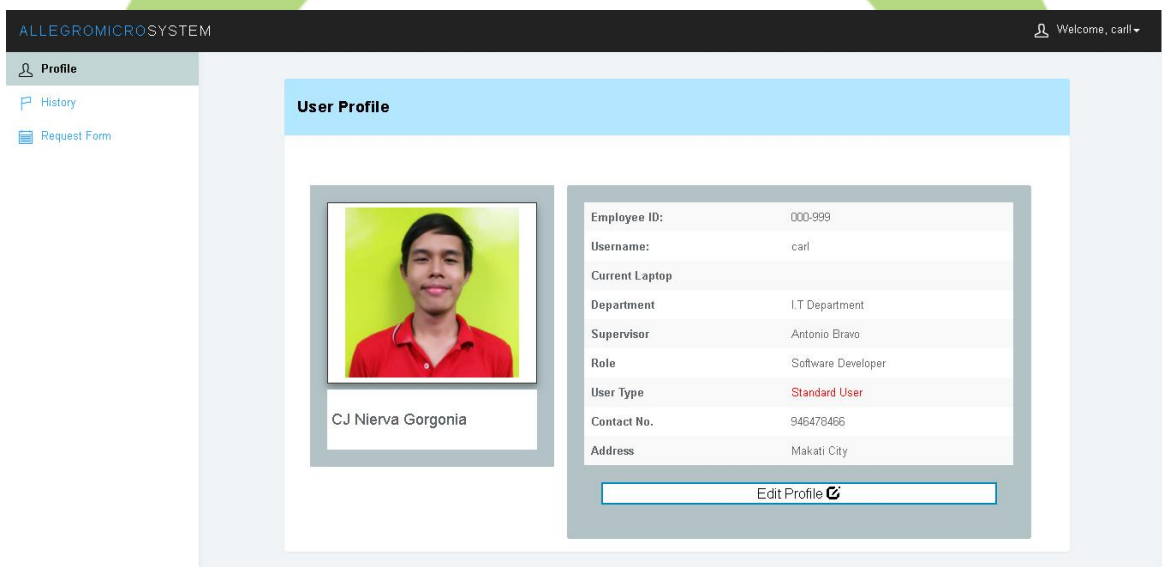 ALLEGROMICROSYSTEM
Welcome, carl!
Profile
History
Request Form
User Profile
CJ Nierva Gorgonia
Employee ID: 000-999
Username: carl
Current Laptop
Department I.T Department
Supervisor Antonio Bravo
Role Software Developer
User Type Standard User
Contact No. 946478466
Address Makati City
Edit Profile